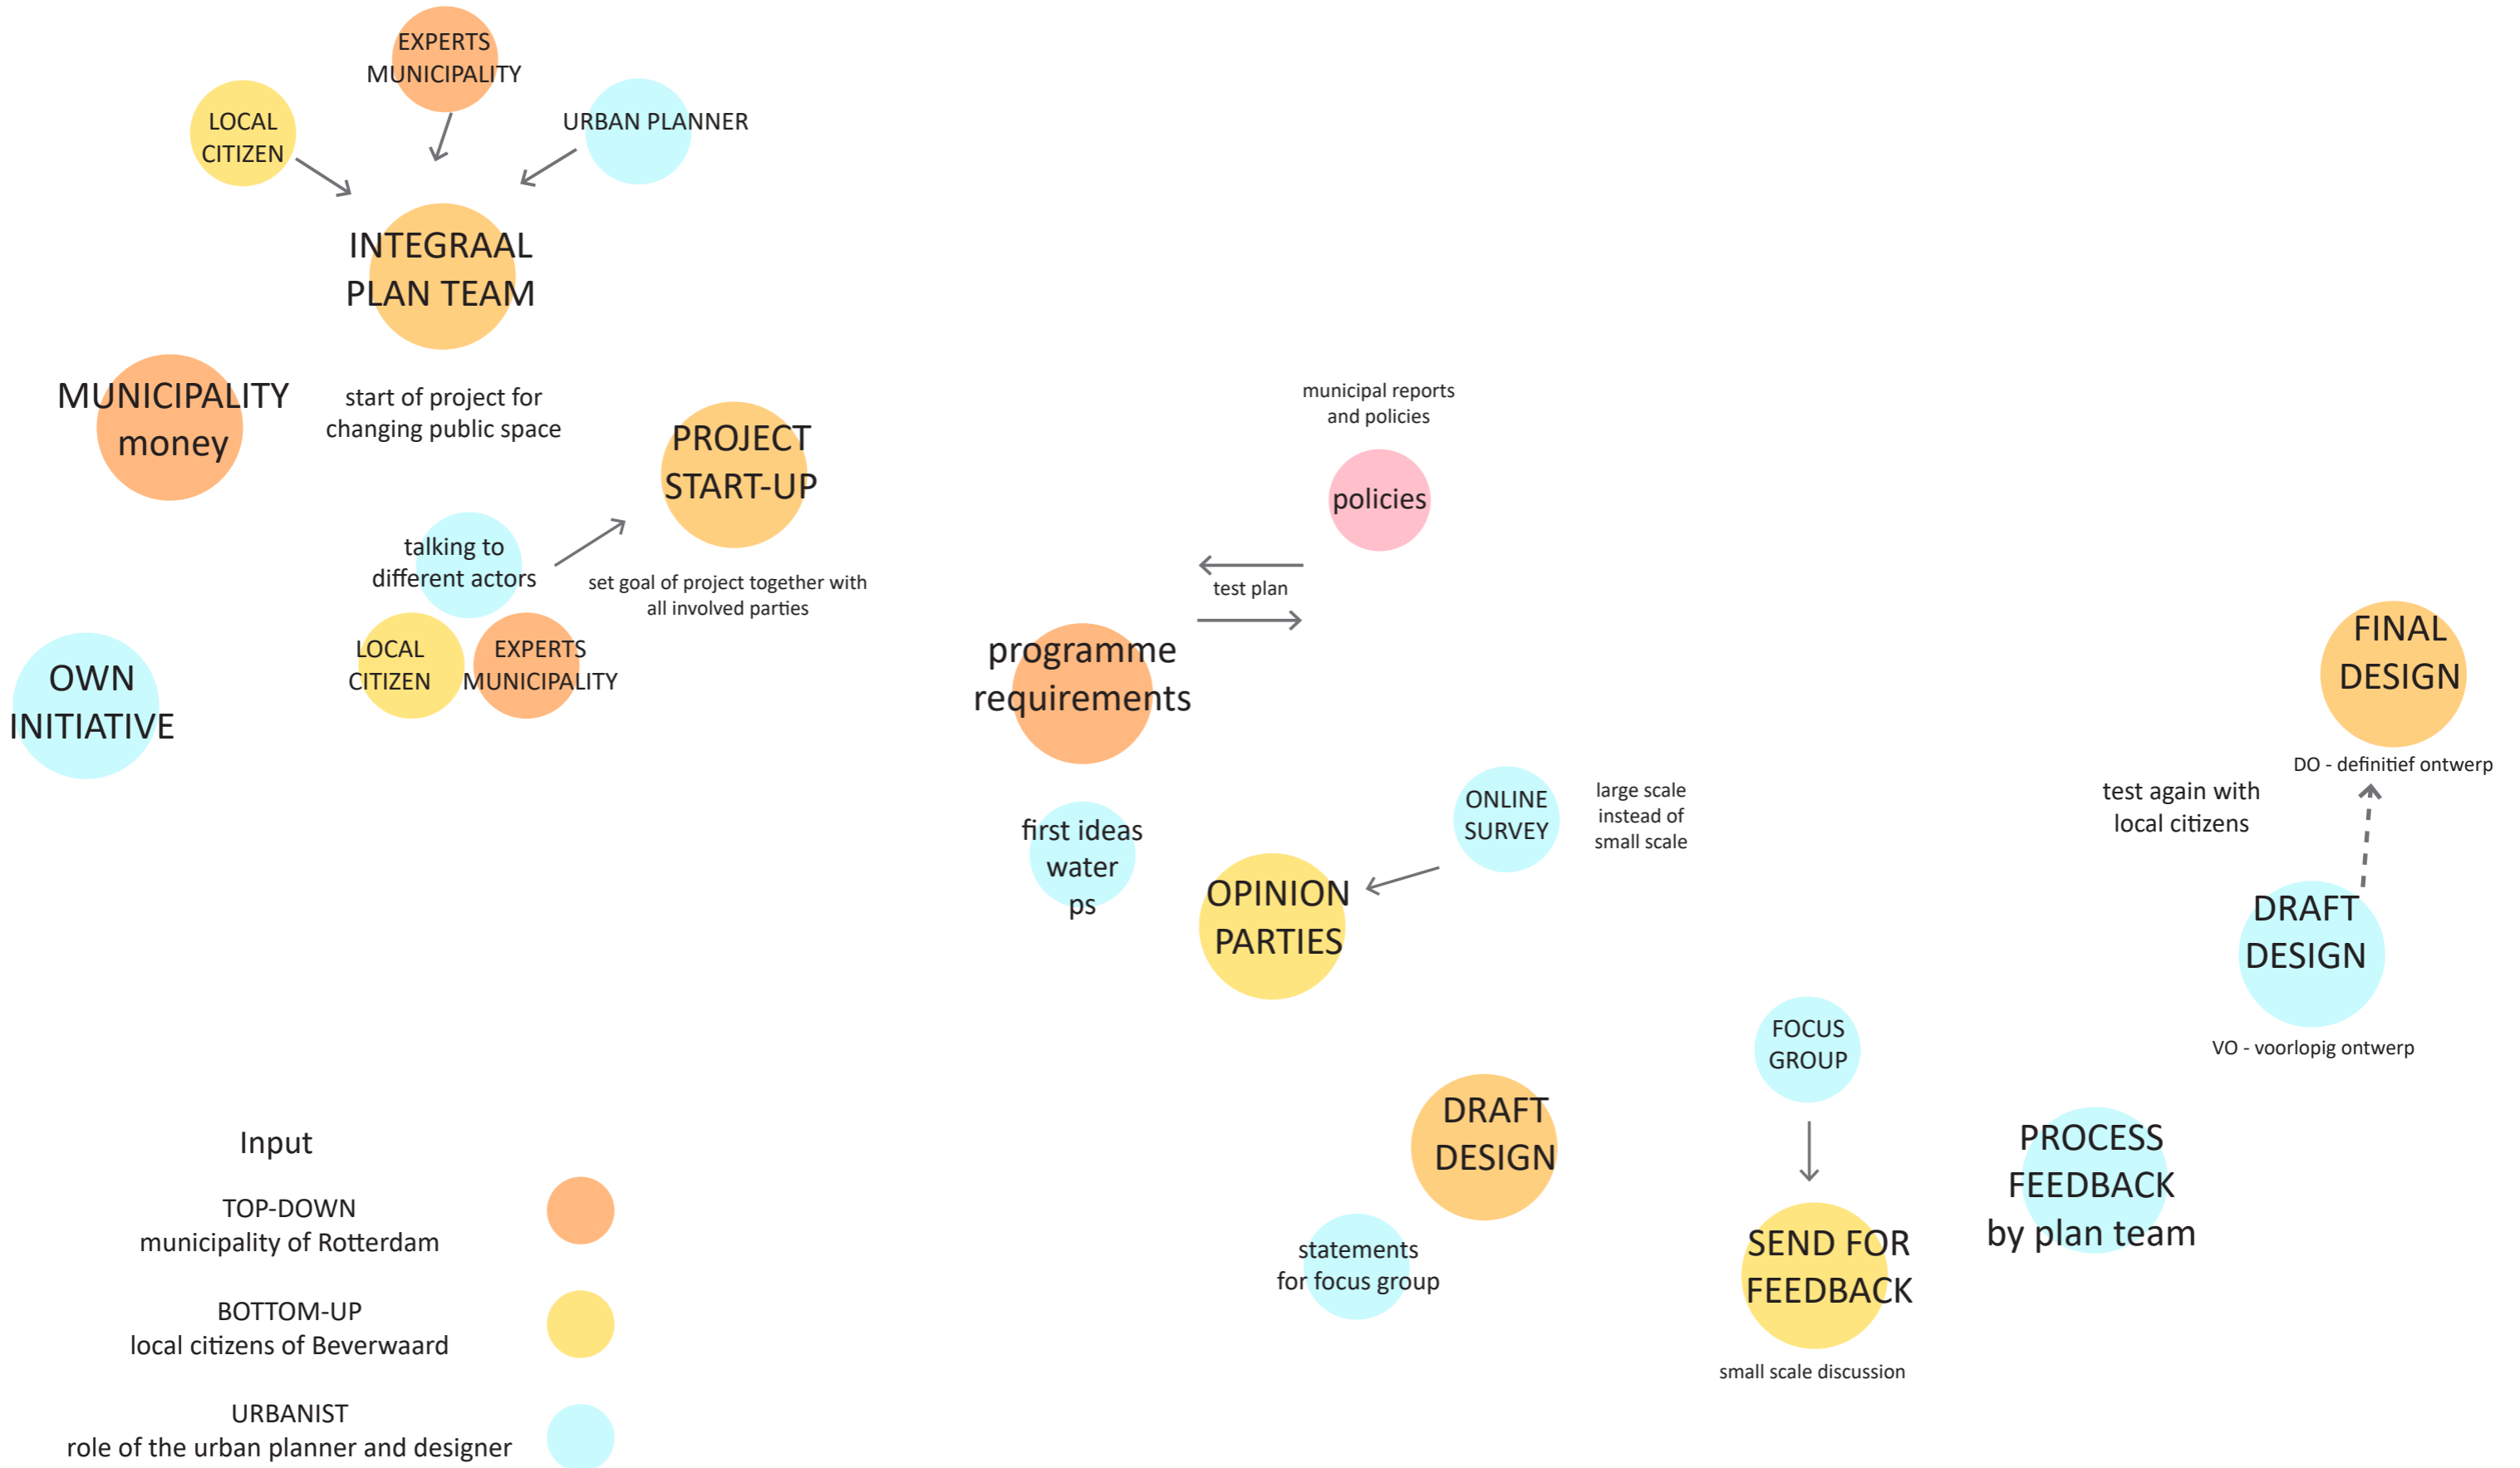 EXPERTS
MUNICIPALITY
LOCAL
CITIZEN
URBAN PLANNER
INTEGRAAL
PLAN TEAM
MUNICIPALITY
money
start of project for
changing public space
PROJECT
START-UP
talking to
different actors
set goal of project together with
all involved parties
LOCAL
CITIZEN
EXPERTS
MUNICIPALITY
OWN
INITIATIVE
municipal reports
and policies
policies
test plan
programme
requirements
first ideas
water
ps
ONLINE
SURVEY
large scale
instead of
small scale
OPINION
PARTIES
DRAFT
DESIGN
statements
for focus group
FOCUS
GROUP
SEND FOR
FEEDBACK
small scale discussion
PROCESS
FEEDBACK
by plan team
DRAFT
DESIGN
VO - voorlopig ontwerp
test again with
local citizens
FINAL
DESIGN
DO - definitief ontwerp
Input
TOP-DOWN
municipality of Rotterdam
BOTTOM-UP
local citizens of Beverwaard
URBANIST
role of the urban planner and designer